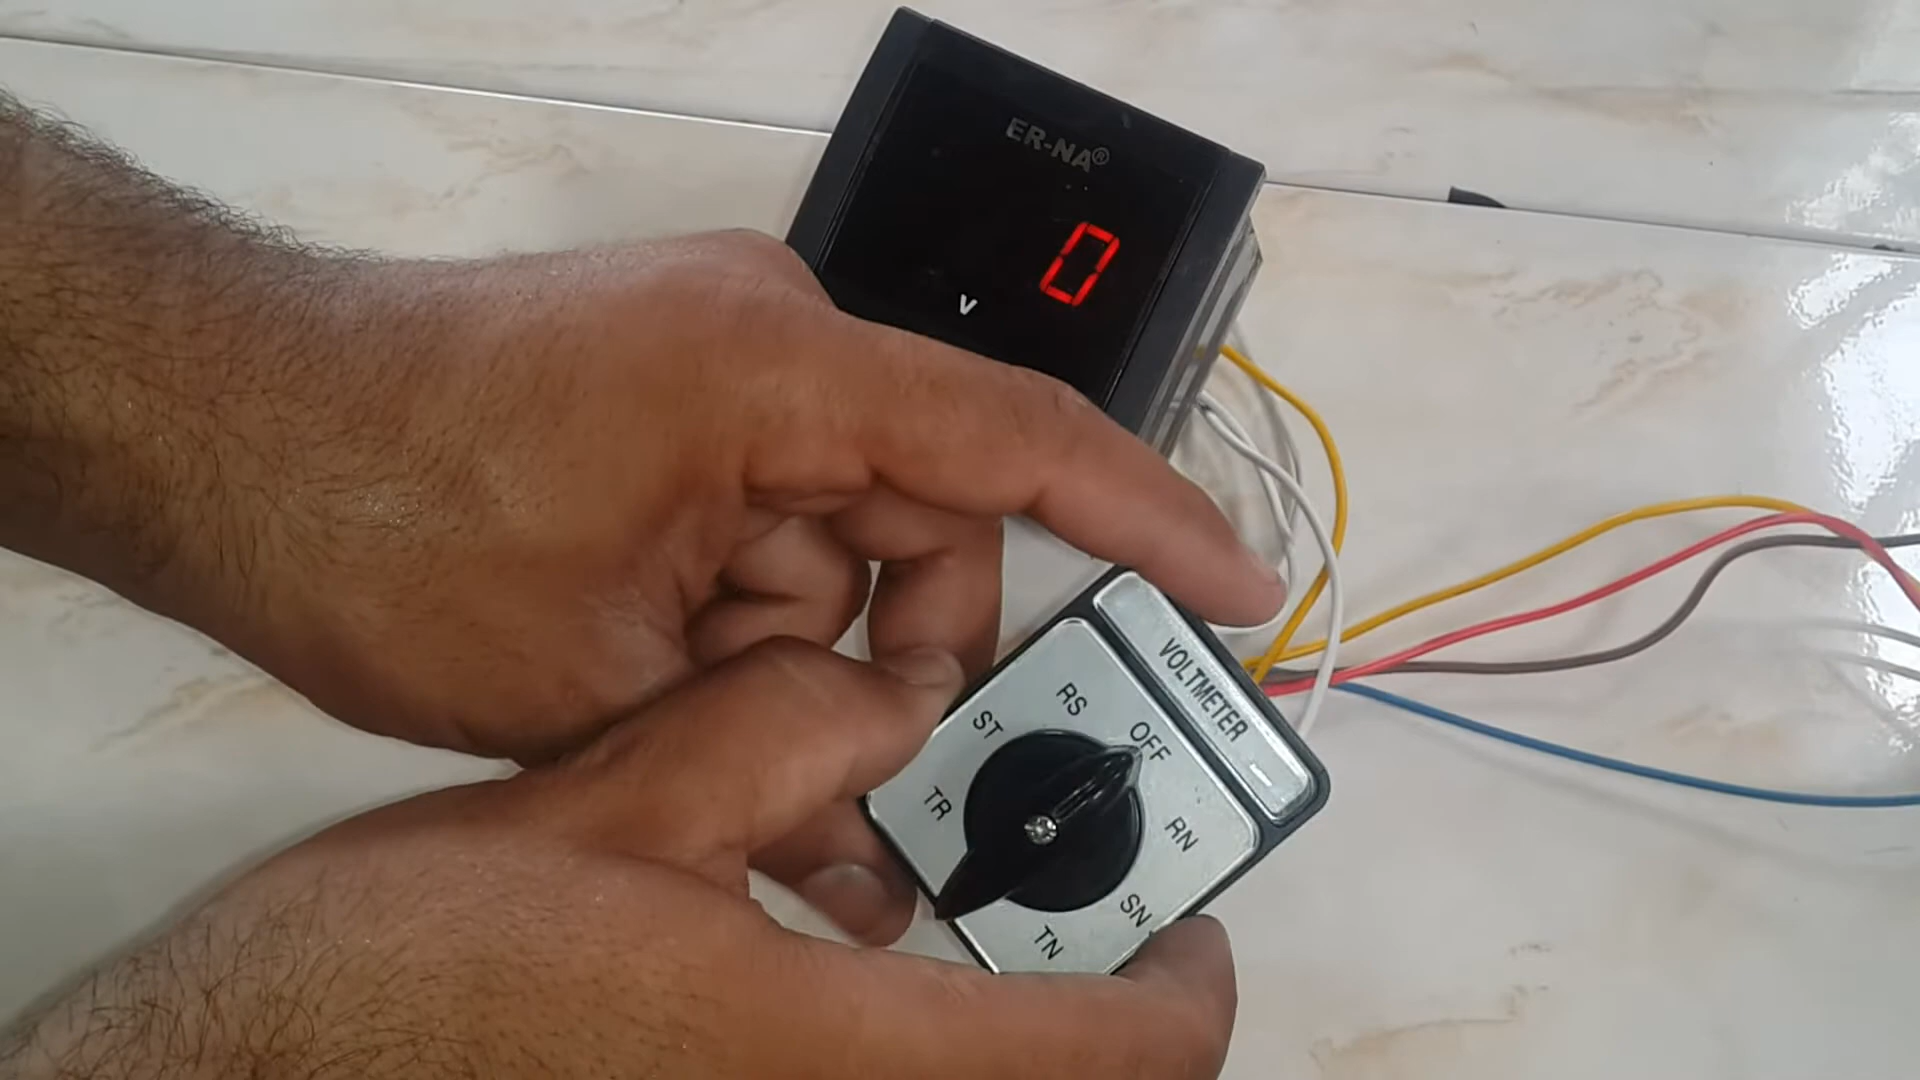 ER-NA®
0
V
VOLTMETER
OFF
RS
RN
ST
TR
SN
TN